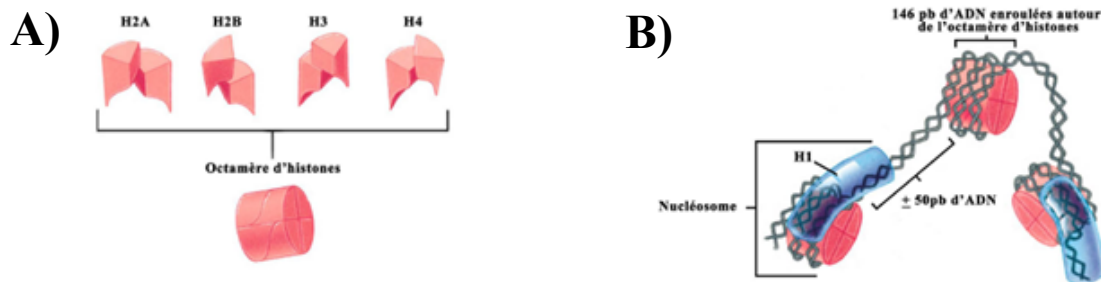 A)
H2A H2B H3 H4
Octamère d'histones
B)
146 pb d'ADN enroulées autour
de l'octamère d'histones
H1
Nucléosome
+ 50pb d'ADN